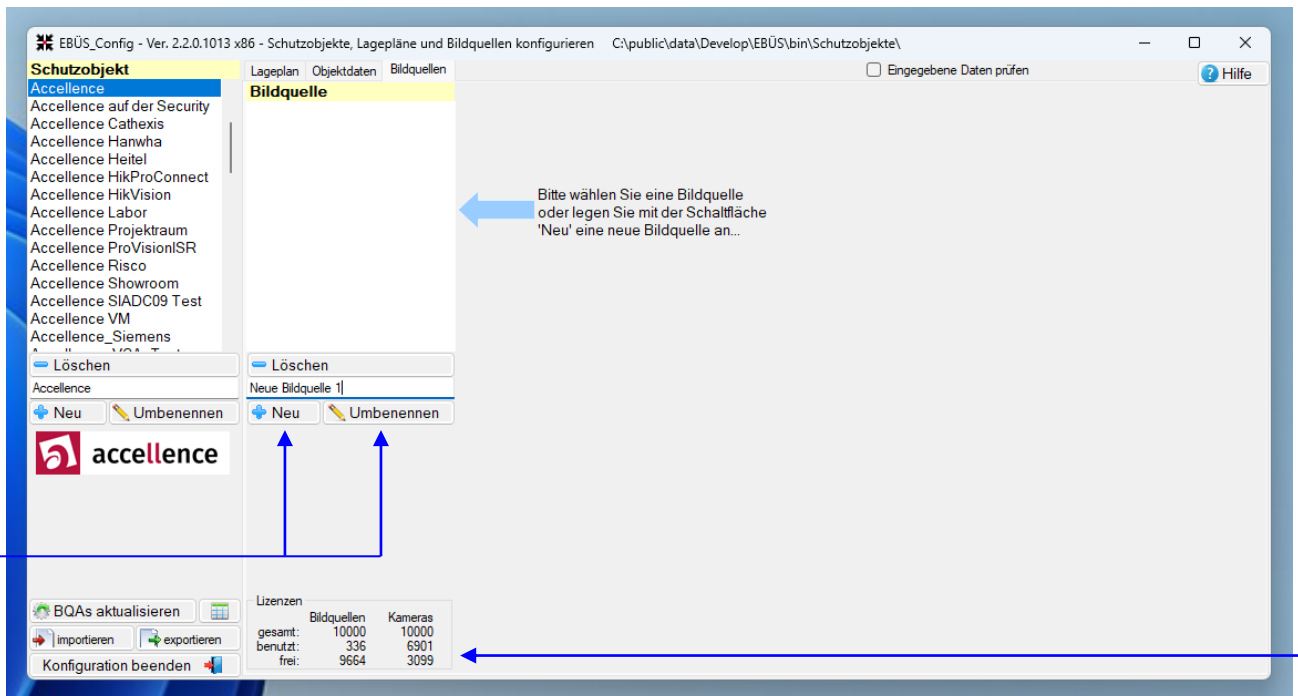 EBÜS_Config - Ver. 2.2.0.1013 x86 - Schutzobjekte, Lagepläne und Bildquellen konfigurieren C:\public\data\Develop\EBÜS\bin\Schutzobjekte\
Schutzobjekt
Accellence
Accellence auf der Security
Accellence Cathexis
Accellence Hanwha
Accellence Heitel
Accellence HikProConnect
Accellence HikVision
Accellence Labor
Accellence Projektraum
Accellence ProVisionISR
Accellence Risco
Accellence Showroom
Accellence SIADC09 Test
Accellence VM
Accellence_Siemens
Löschen
Accellence
Neu Umbenennen
accellence
BQAs aktualisieren
importieren exportieren
Konfiguration beenden
Lageplan Objektdaten Bildquellen
Bildquelle
Löschen
Neue Bildquelle 1
Neu Umbenennen
Lizenzen
Bildquellen Kameras
gesamt: 10000 10000
benutzt: 336 6901
frei: 9664 3099
Eingegebene Daten prüfen
Hilfe
Bitte wählen Sie eine Bildquelle
oder legen Sie mit der Schaltfläche
'Neu' eine neue Bildquelle an...